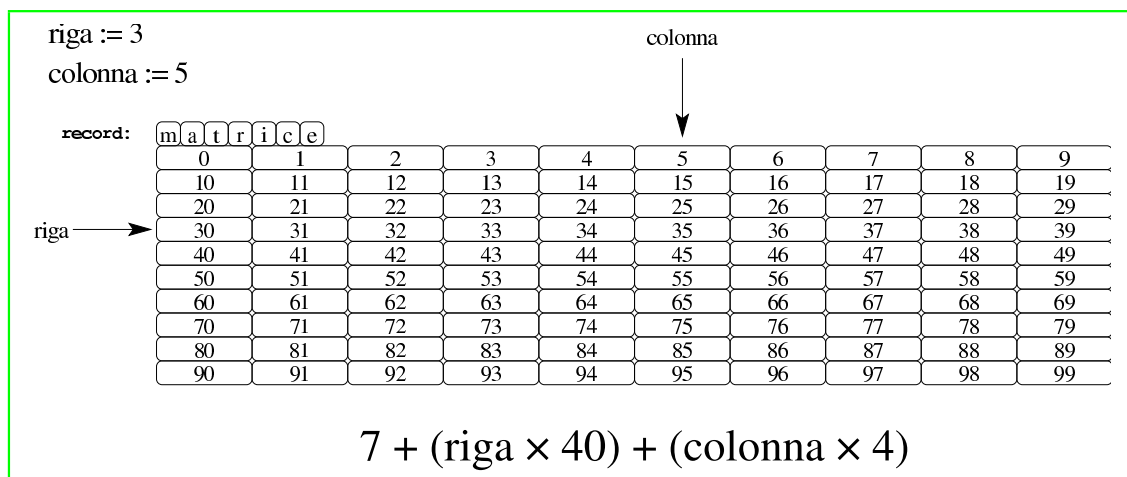 riga := 3
colonna := 5
colonna
record: matrice
0 1 2 3 4 5 6 7 8 9
10 11 12 13 14 15 16 17 18 19
20 21 22 23 24 25 26 27 28 29
riga 30 31 32 33 34 35 36 37 38 39
40 41 42 43 44 45 46 47 48 49
50 51 52 53 54 55 56 57 58 59
60 61 62 63 64 65 66 67 68 69
70 71 72 73 74 75 76 77 78 79
80 81 82 83 84 85 86 87 88 89
90 91 92 93 94 95 96 97 98 99
7 + (riga × 40) + (colonna × 4)